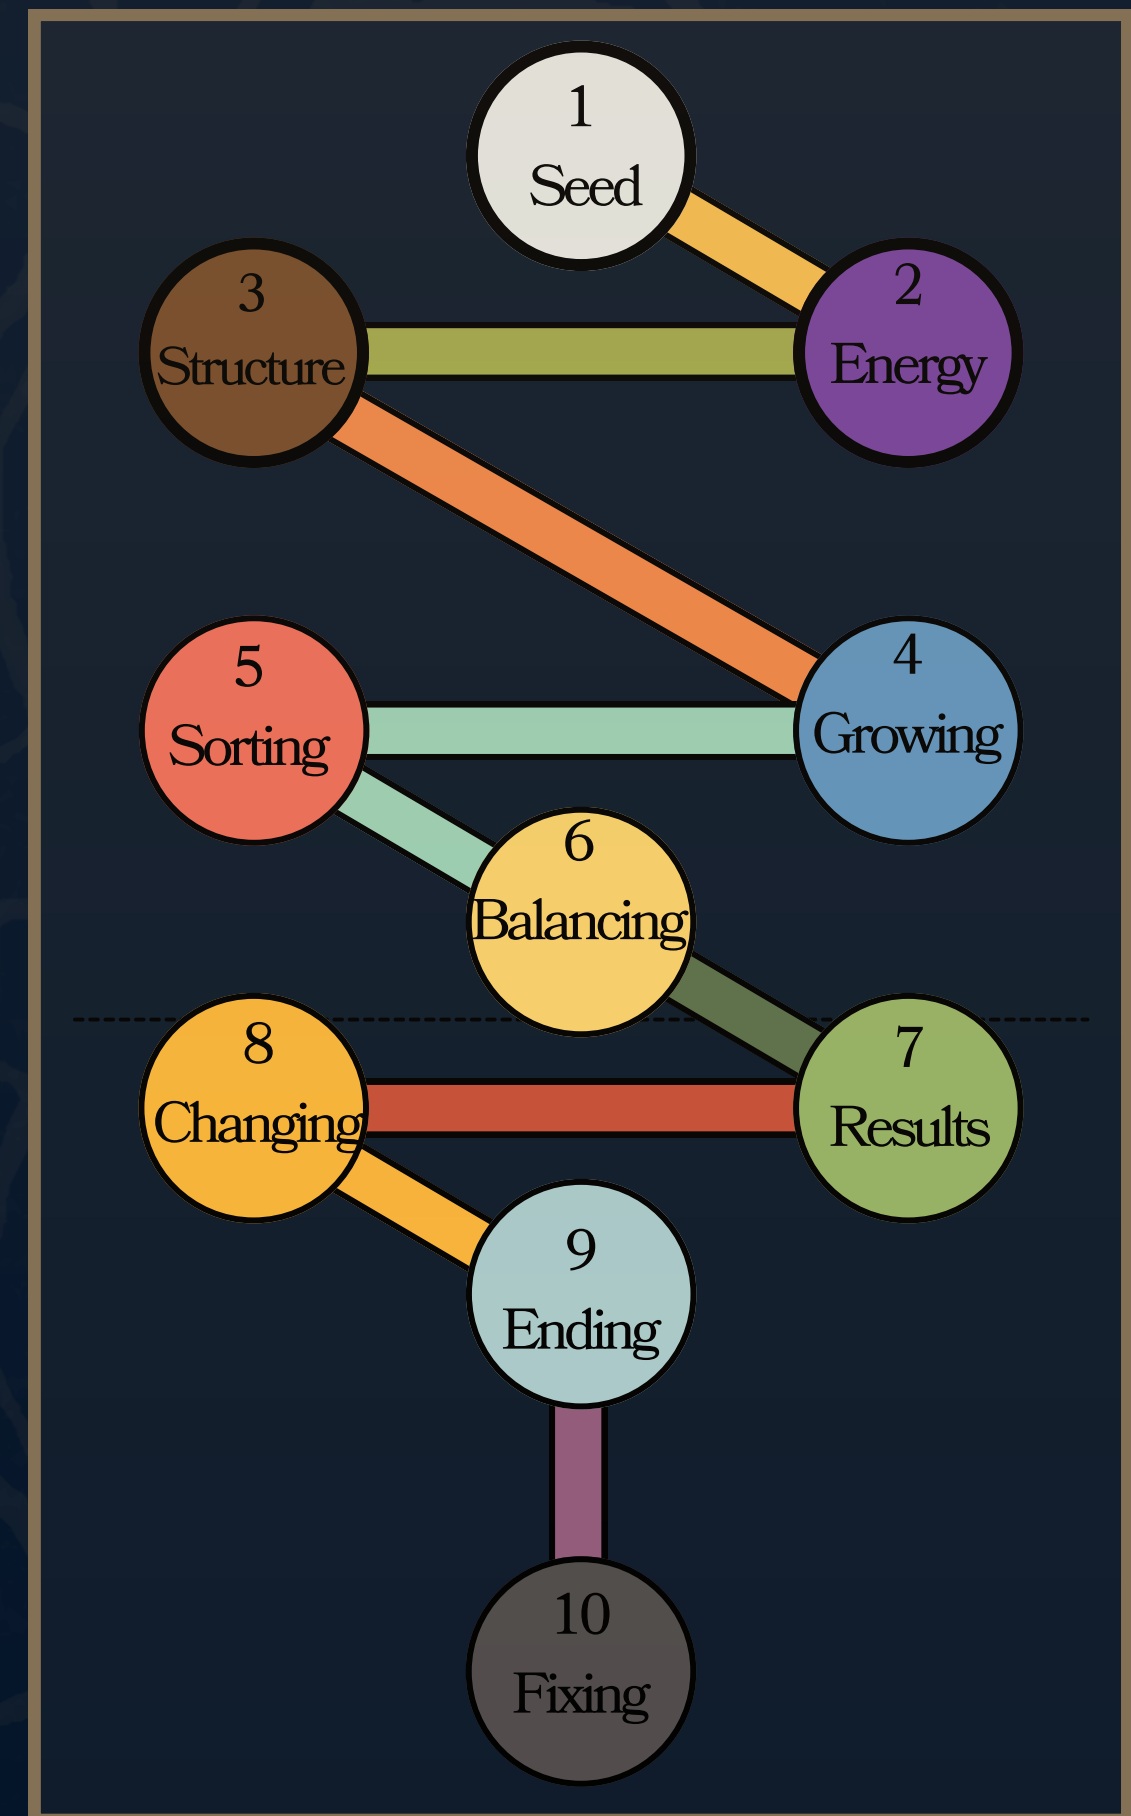 1
Seed
2
Energy
3
Structure
4
Growing
5
Sorting
6
Balancing
7
Results
8
Changing
9
Ending
10
Fixing